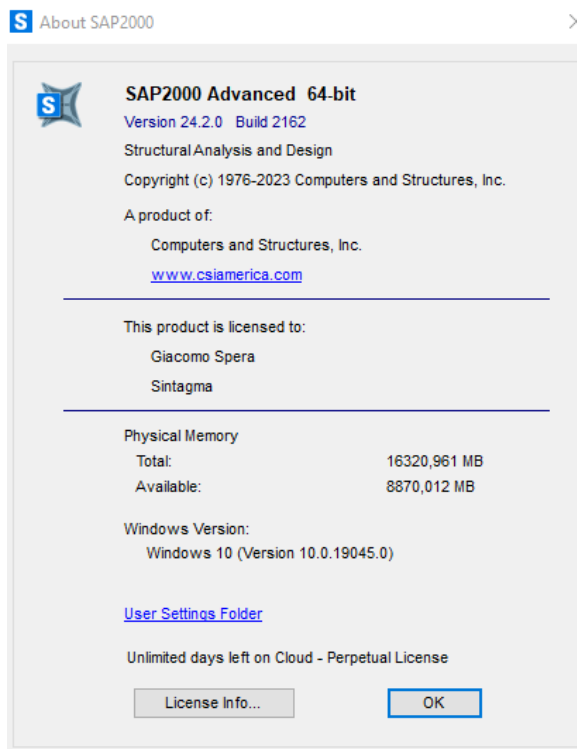 S About SAP2000
S
SAP2000 Advanced 64-bit
Version 24.2.0 Build 2162
Structural Analysis and Design
Copyright (c) 1976-2023 Computers and Structures, Inc.
A product of:
Computers and Structures, Inc.
www.csiamerica.com
This product is licensed to:
Giacomo Spera
Sintagma
Physical Memory
Total: 16320,961 MB
Available: 8870,012 MB
Windows Version:
Windows 10 (Version 10.0.19045.0)
User Settings Folder
Unlimited days left on Cloud - Perpetual License
License Info... OK